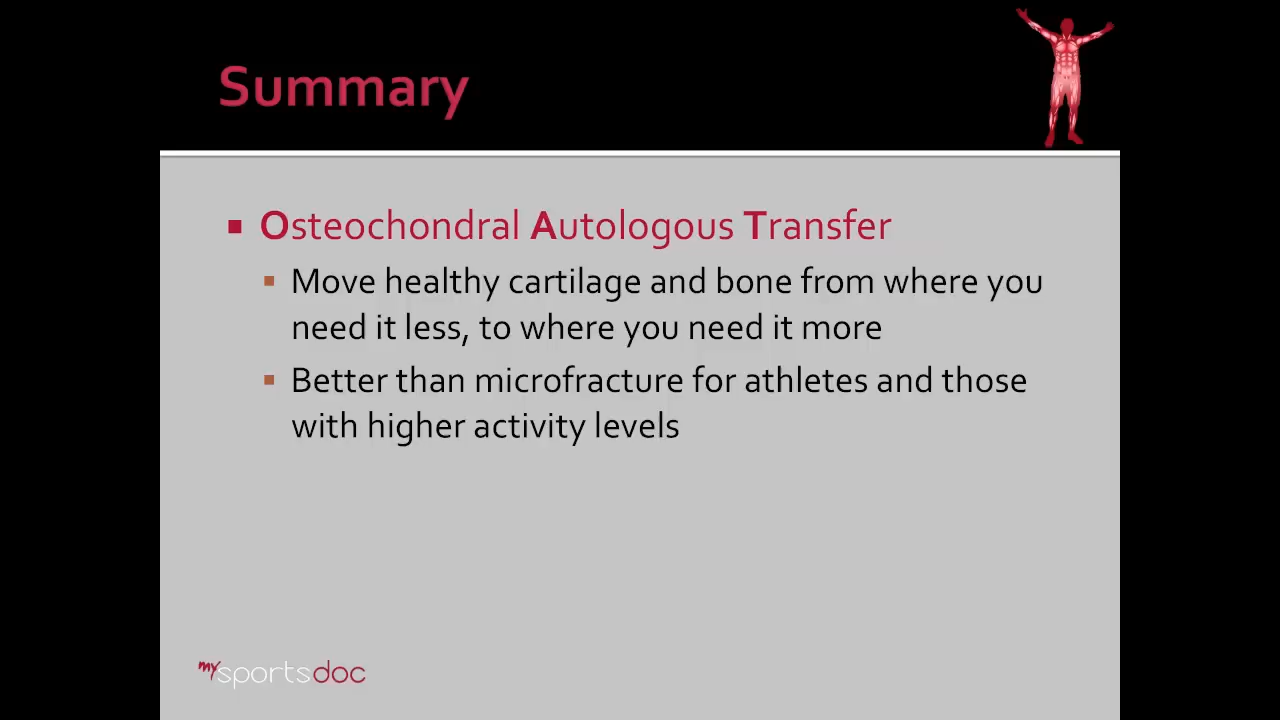 Summary
Osteochondral Autologous Transfer
Move healthy cartilage and bone from where you
need it less, to where you need it more
Better than microfracture for athletes and those
with higher activity levels
mysportsdoc